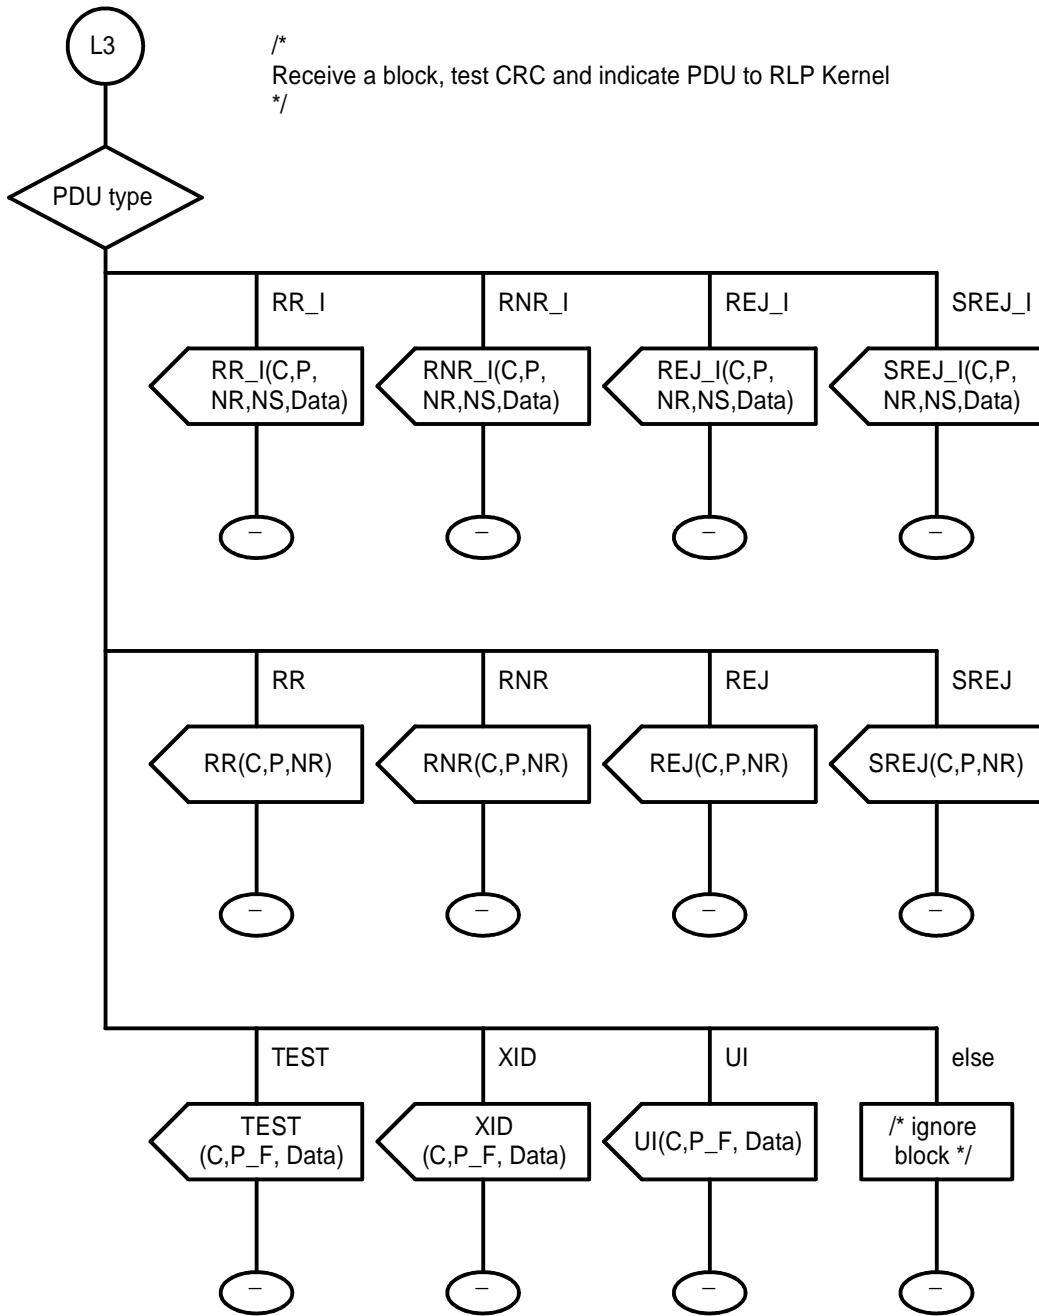 L3
/*
Receive a block, test CRC and indicate PDU to RLP Kernel
*/
PDU type
RR_I
RNR_I
REJ_I
SREJ_I
RR_I(C,P,
NR,NS,Data)
RNR_I(C,P,
NR,NS,Data)
REJ_I(C,P,
NR,NS,Data)
SREJ_I(C,P,
NR,NS,Data)
–
–
–
–
RR
RNR
REJ
SREJ
RR(C,P,NR)
RNR(C,P,NR)
REJ(C,P,NR)
SREJ(C,P,NR)
–
–
–
–
TEST
XID
UI
else
TEST
(C,P_F, Data)
XID
(C,P_F, Data)
UI(C,P_F, Data)
/* ignore
block */
–
–
–
–